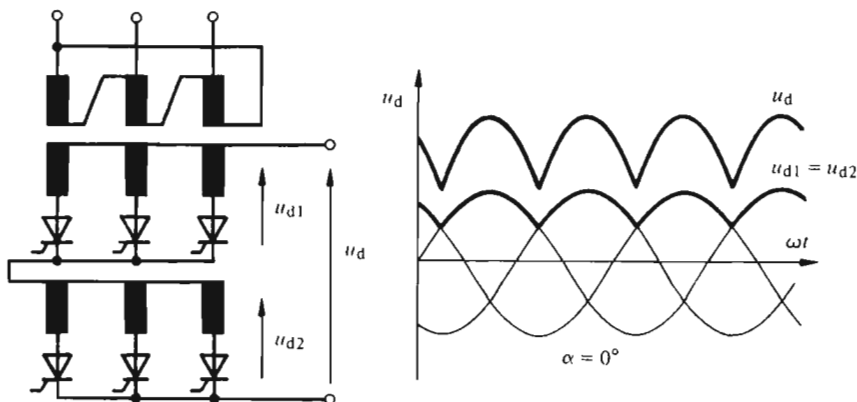 u_d1
u_d
u_d2
u_d
u_d
u_d1 = u_d2
ωt
α = 0°